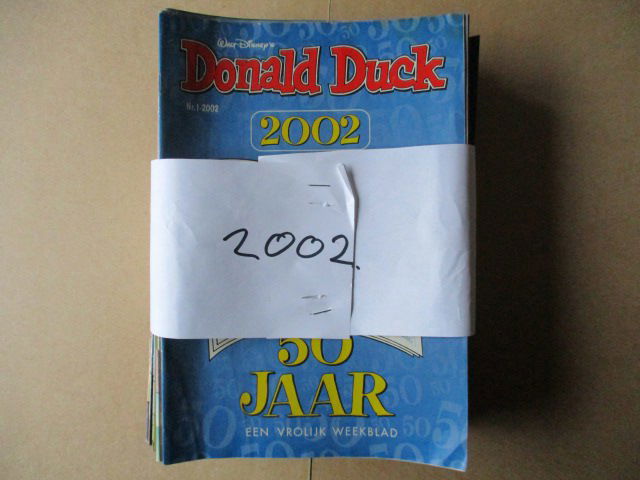 Walt Disney's
Donald Duck
Nr. 1-2002
2002
2002.
50
JAAR
EEN VROLIJK WEEKBLAD